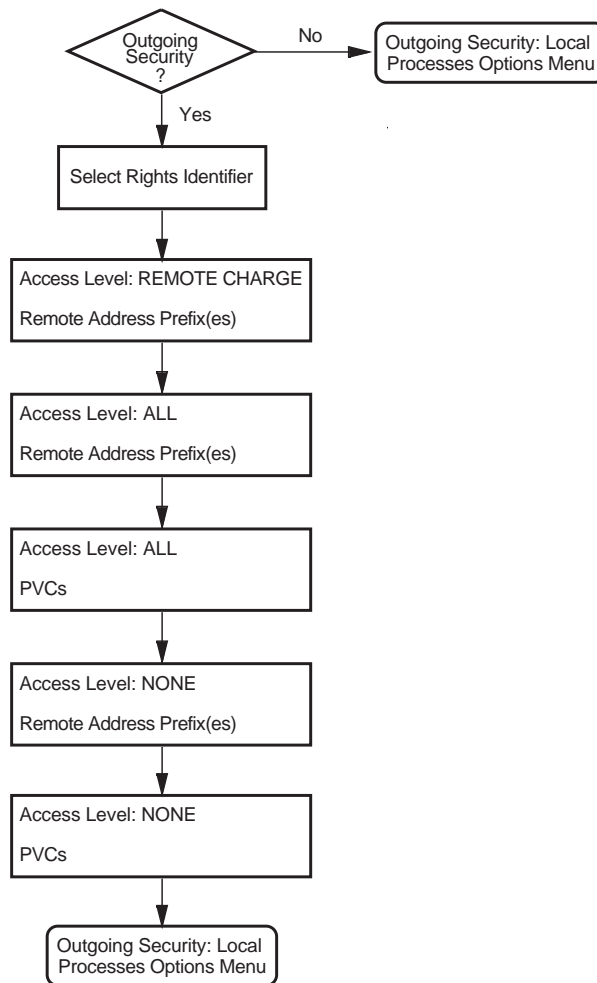 Outgoing
Security
?
No
Outgoing Security: Local
Processes Options Menu
Yes
Select Rights Identifier
Access Level: REMOTE CHARGE
Remote Address Prefix(es)
Access Level: ALL
Remote Address Prefix(es)
Access Level: ALL
PVCs
Access Level: NONE
Remote Address Prefix(es)
Access Level: NONE
PVCs
Outgoing Security: Local
Processes Options Menu